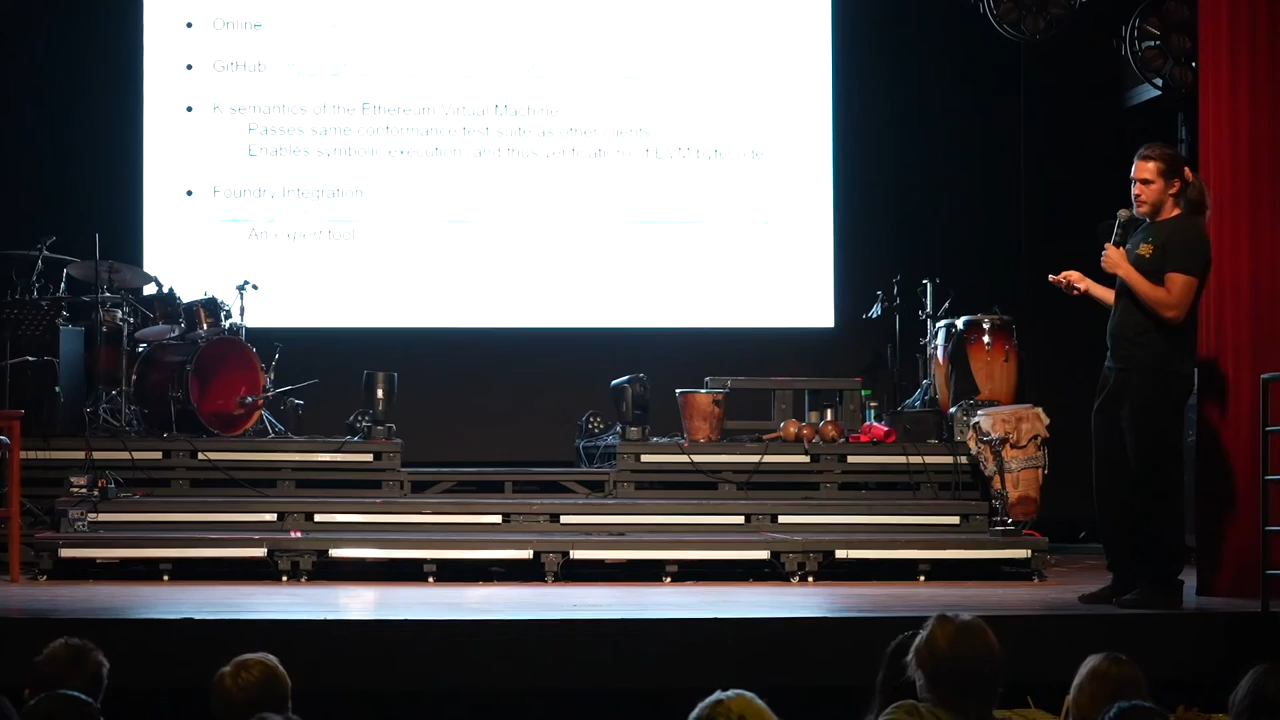 Online
GitHub
K semantics of the Ethereum Virtual Machine
Passes same conformance test suite as other clients
Enables symbolic execution, and thus verification, of EVM bytecode
Foundry Integration
An expert tool